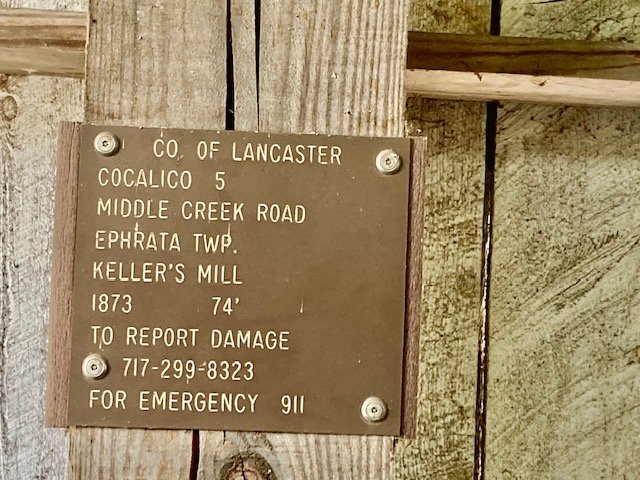 CO. OF LANCASTER
COCALICO 5
MIDDLE CREEK ROAD
EPHRATA TWP.
KELLER'S MILL
1873 74'
TO REPORT DAMAGE
717-299-8323
FOR EMERGENCY 911